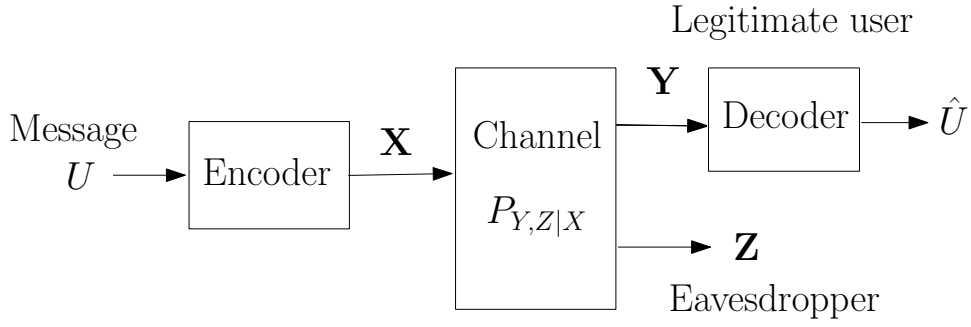 Legitimate user
Message
U
Encoder
X
Channel
P_{Y,Z|X}
Y
Decoder
Û
Z
Eavesdropper